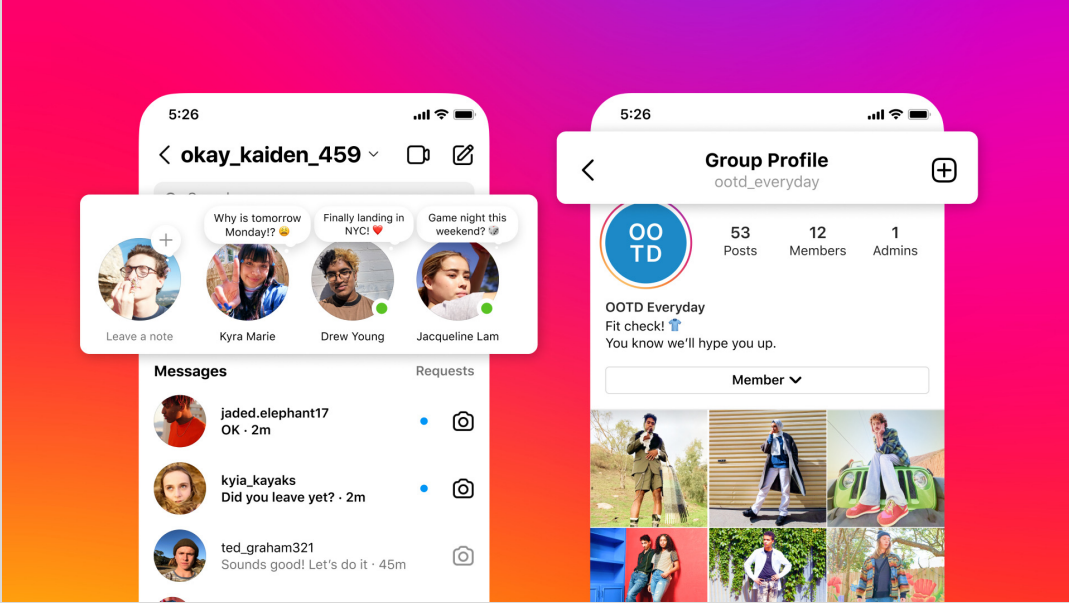 5:26
okay_kaiden_459
Why is tomorrow
Monday!? 😩
Finally landing in
NYC! ❤️
Game night this
weekend? 🎲
Leave a note
Kyra Marie
Drew Young
Jacqueline Lam
Messages
Requests
jaded.elephant17
OK · 2m
kyia_kayaks
Did you leave yet? · 2m
ted_graham321
Sounds good! Let's do it · 45m
5:26
Group Profile
ootd_everyday
OO
TD
53
Posts
12
Members
1
Admins
OOTD Everyday
Fit check! 👕
You know we'll hype you up.
Member